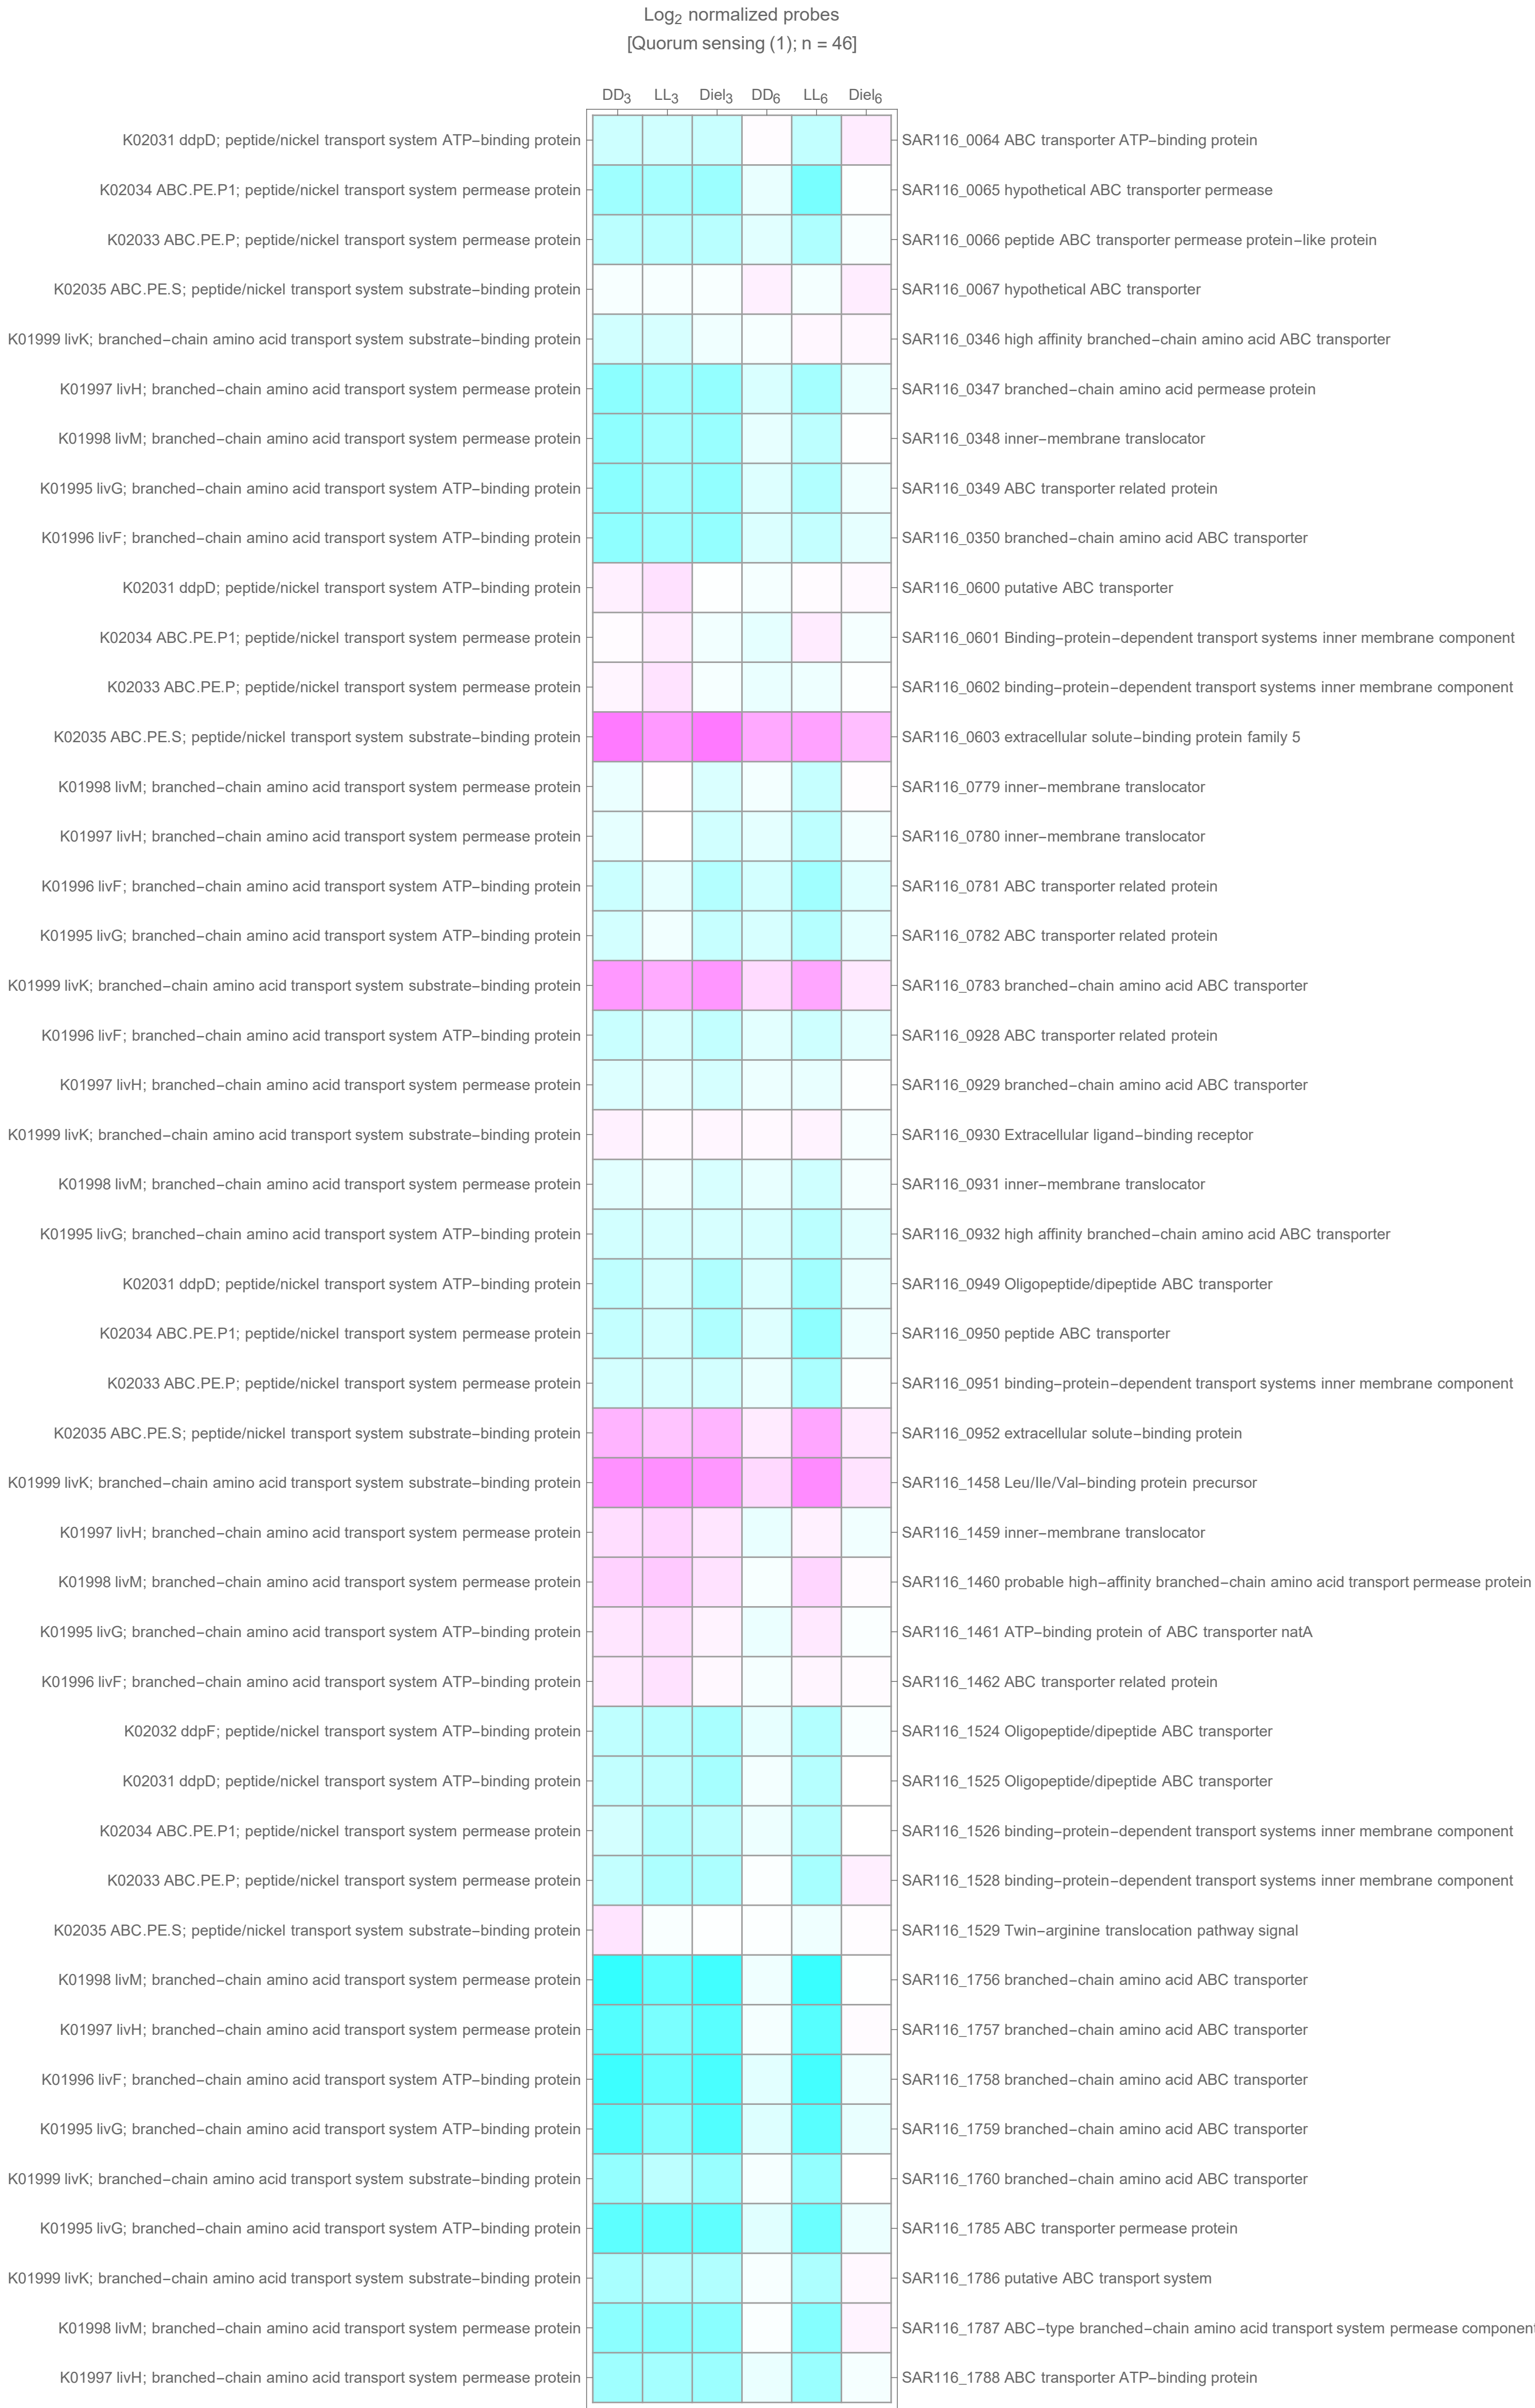 Log2 normalized probes
[Quorum sensing (1); n = 46]
DD3 LL3 Diel3 DD6 LL6 Diel6
K02031 ddpD; peptide/nickel transport system ATP−binding protein SAR116_0064 ABC transporter ATP−binding protein
K02034 ABC.PE.P1; peptide/nickel transport system permease protein SAR116_0065 hypothetical ABC transporter permease
K02033 ABC.PE.P; peptide/nickel transport system permease protein SAR116_0066 peptide ABC transporter permease protein−like protein
K02035 ABC.PE.S; peptide/nickel transport system substrate−binding protein SAR116_0067 hypothetical ABC transporter
K01999 livK; branched−chain amino acid transport system substrate−binding protein SAR116_0346 high affinity branched−chain amino acid ABC transporter
K01997 livH; branched−chain amino acid transport system permease protein SAR116_0347 branched−chain amino acid permease protein
K01998 livM; branched−chain amino acid transport system permease protein SAR116_0348 inner−membrane translocator
K01995 livG; branched−chain amino acid transport system ATP−binding protein SAR116_0349 ABC transporter related protein
K01996 livF; branched−chain amino acid transport system ATP−binding protein SAR116_0350 branched−chain amino acid ABC transporter
K02031 ddpD; peptide/nickel transport system ATP−binding protein SAR116_0600 putative ABC transporter
K02034 ABC.PE.P1; peptide/nickel transport system permease protein SAR116_0601 Binding−protein−dependent transport systems inner membrane component
K02033 ABC.PE.P; peptide/nickel transport system permease protein SAR116_0602 binding−protein−dependent transport systems inner membrane component
K02035 ABC.PE.S; peptide/nickel transport system substrate−binding protein SAR116_0603 extracellular solute−binding protein family 5
K01998 livM; branched−chain amino acid transport system permease protein SAR116_0779 inner−membrane translocator
K01997 livH; branched−chain amino acid transport system permease protein SAR116_0780 inner−membrane translocator
K01996 livF; branched−chain amino acid transport system ATP−binding protein SAR116_0781 ABC transporter related protein
K01995 livG; branched−chain amino acid transport system ATP−binding protein SAR116_0782 ABC transporter related protein
K01999 livK; branched−chain amino acid transport system substrate−binding protein SAR116_0783 branched−chain amino acid ABC transporter
K01996 livF; branched−chain amino acid transport system ATP−binding protein SAR116_0928 ABC transporter related protein
K01997 livH; branched−chain amino acid transport system permease protein SAR116_0929 branched−chain amino acid ABC transporter
K01999 livK; branched−chain amino acid transport system substrate−binding protein SAR116_0930 Extracellular ligand−binding receptor
K01998 livM; branched−chain amino acid transport system permease protein SAR116_0931 inner−membrane translocator
K01995 livG; branched−chain amino acid transport system ATP−binding protein SAR116_0932 high affinity branched−chain amino acid ABC transporter
K02031 ddpD; peptide/nickel transport system ATP−binding protein SAR116_0949 Oligopeptide/dipeptide ABC transporter
K02034 ABC.PE.P1; peptide/nickel transport system permease protein SAR116_0950 peptide ABC transporter
K02033 ABC.PE.P; peptide/nickel transport system permease protein SAR116_0951 binding−protein−dependent transport systems inner membrane component
K02035 ABC.PE.S; peptide/nickel transport system substrate−binding protein SAR116_0952 extracellular solute−binding protein
K01999 livK; branched−chain amino acid transport system substrate−binding protein SAR116_1458 Leu/Ile/Val−binding protein precursor
K01997 livH; branched−chain amino acid transport system permease protein SAR116_1459 inner−membrane translocator
K01998 livM; branched−chain amino acid transport system permease protein SAR116_1460 probable high−affinity branched−chain amino acid transport permease protein
K01995 livG; branched−chain amino acid transport system ATP−binding protein SAR116_1461 ATP−binding protein of ABC transporter natA
K01996 livF; branched−chain amino acid transport system ATP−binding protein SAR116_1462 ABC transporter related protein
K02032 ddpF; peptide/nickel transport system ATP−binding protein SAR116_1524 Oligopeptide/dipeptide ABC transporter
K02031 ddpD; peptide/nickel transport system ATP−binding protein SAR116_1525 Oligopeptide/dipeptide ABC transporter
K02034 ABC.PE.P1; peptide/nickel transport system permease protein SAR116_1526 binding−protein−dependent transport systems inner membrane component
K02033 ABC.PE.P; peptide/nickel transport system permease protein SAR116_1528 binding−protein−dependent transport systems inner membrane component
K02035 ABC.PE.S; peptide/nickel transport system substrate−binding protein SAR116_1529 Twin−arginine translocation pathway signal
K01998 livM; branched−chain amino acid transport system permease protein SAR116_1756 branched−chain amino acid ABC transporter
K01997 livH; branched−chain amino acid transport system permease protein SAR116_1757 branched−chain amino acid ABC transporter
K01996 livF; branched−chain amino acid transport system ATP−binding protein SAR116_1758 branched−chain amino acid ABC transporter
K01995 livG; branched−chain amino acid transport system ATP−binding protein SAR116_1759 branched−chain amino acid ABC transporter
K01999 livK; branched−chain amino acid transport system substrate−binding protein SAR116_1760 branched−chain amino acid ABC transporter
K01995 livG; branched−chain amino acid transport system ATP−binding protein SAR116_1785 ABC transporter permease protein
K01999 livK; branched−chain amino acid transport system substrate−binding protein SAR116_1786 putative ABC transport system
K01998 livM; branched−chain amino acid transport system permease protein SAR116_1787 ABC−type branched−chain amino acid transport system permease component
K01997 livH; branched−chain amino acid transport system permease protein SAR116_1788 ABC transporter ATP−binding protein